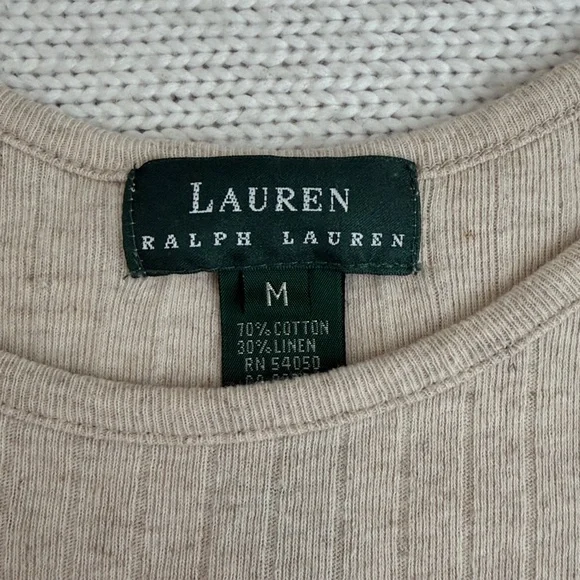 LAUREN
RALPH LAUREN
M
70% COTTON
30% LINEN
RN 54050